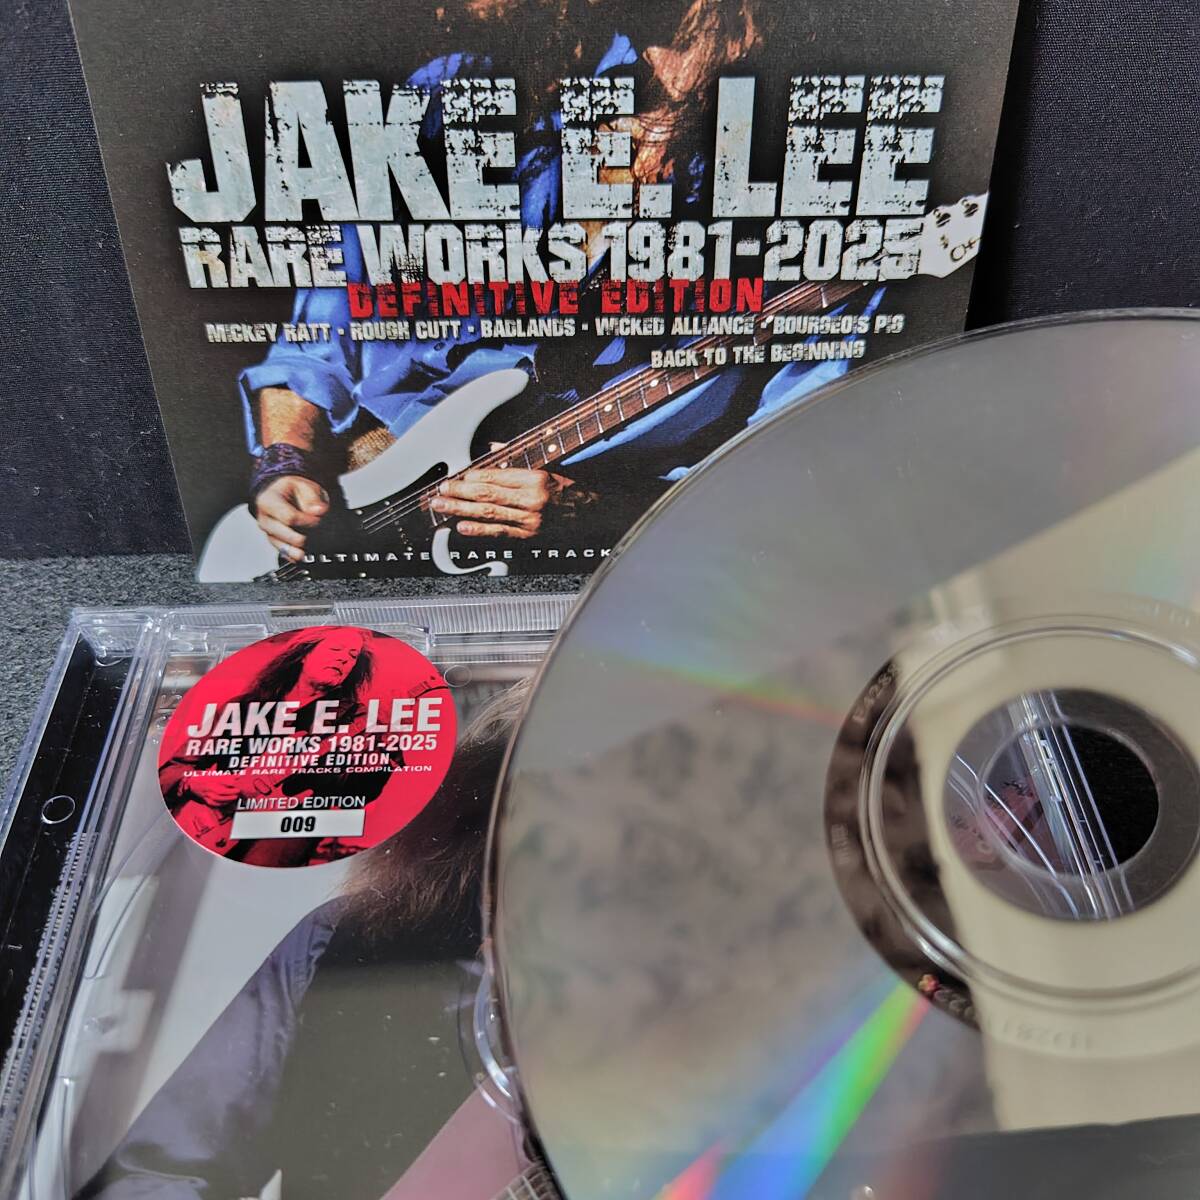 JAKE E. LEE
RARE WORKS 1981-2025
DEFINITIVE EDITION
MICKEY RATT • ROUGH CUTT • BADLANDS • WICKED ALLIANCE • BOURGEOIS PIG
BACK TO THE BEGINNING
ULTIMATE RARE TRACK
JAKE E. LEE
RARE WORKS 1981-2025
DEFINITIVE EDITION
ULTIMATE RARE TRACKS COMPILATION
LIMITED EDITION
009